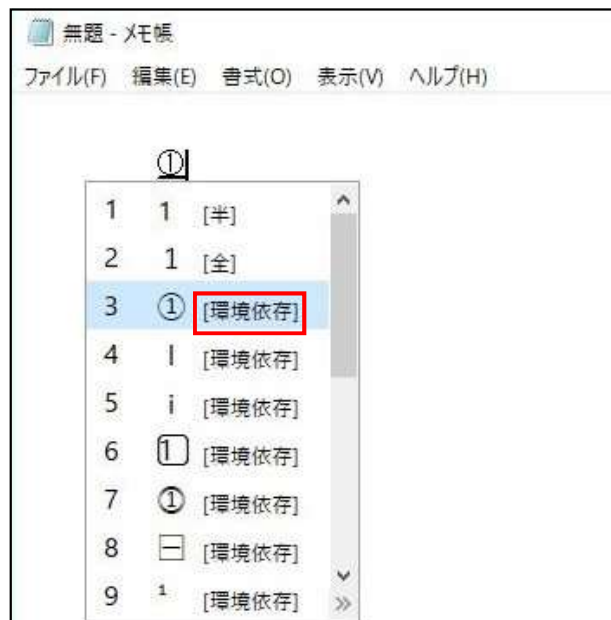 無題 - メモ帳
ファイル(F) 編集(E) 書式(O) 表示(V) ヘルプ(H)
①
1 1 [半]
2 1 [全]
3 ① [環境依存]
4 Ⅰ [環境依存]
5 ⅰ [環境依存]
6 1 [環境依存]
7 ① [環境依存]
8 一 [環境依存]
9 ¹ [環境依存]